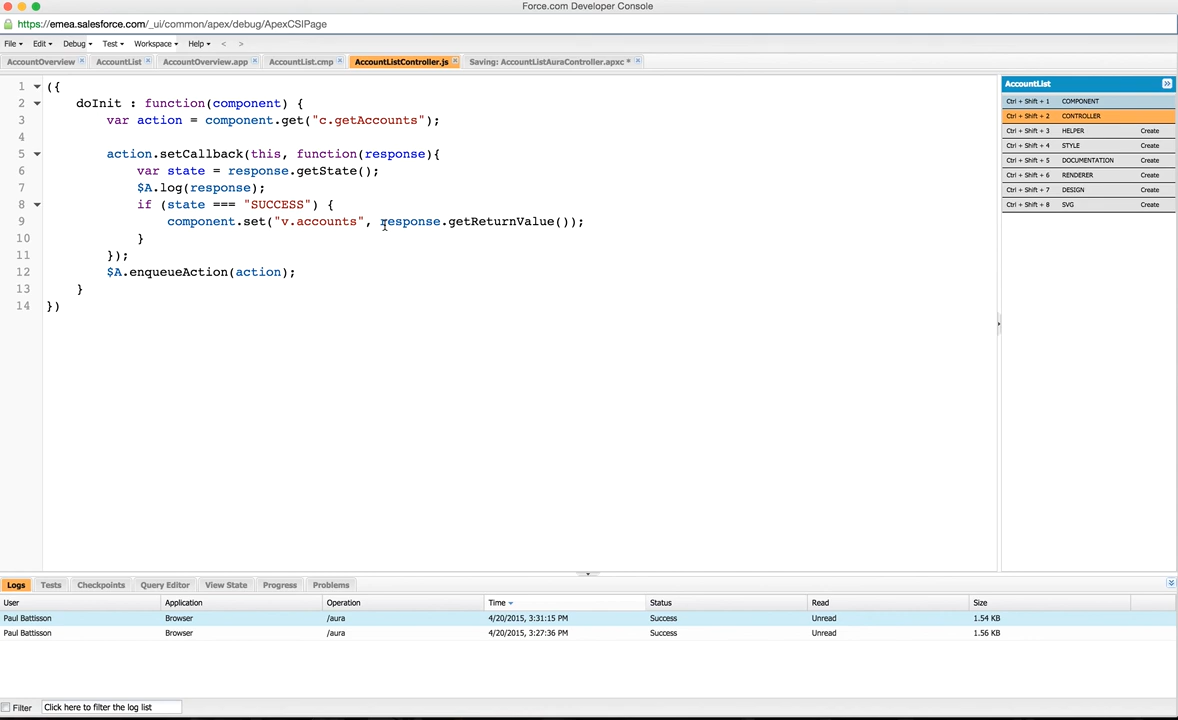 Force.com Developer Console
https://emea.salesforce.com/_ui/common/apex/debug/ApexCSIPage
File Edit Debug Test Workspace Help < >
AccountOverview AccountList AccountOverview.app AccountList.cmp AccountListController.js Saving: AccountListAuraController.apxc *
1 ({
2 doInit : function(component) {
3 var action = component.get("c.getAccounts");
4
5 action.setCallback(this, function(response){
6 var state = response.getState();
7 $A.log(response);
8 if (state === "SUCCESS") {
9 component.set("v.accounts", response.getReturnValue());
10 }
11 });
12 $A.enqueueAction(action);
13 }
14 })
AccountList
Ctrl + Shift + 1 COMPONENT
Ctrl + Shift + 2 CONTROLLER
Ctrl + Shift + 3 HELPER Create
Ctrl + Shift + 4 STYLE Create
Ctrl + Shift + 5 DOCUMENTATION Create
Ctrl + Shift + 6 RENDERER Create
Ctrl + Shift + 7 DESIGN Create
Ctrl + Shift + 8 SVG Create
Logs Tests Checkpoints Query Editor View State Progress Problems
User Application Operation Time Status Read Size
Paul Battisson Browser /aura 4/20/2015, 3:31:15 PM Success Unread 1.54 KB
Paul Battisson Browser /aura 4/20/2015, 3:27:36 PM Success Unread 1.56 KB
Filter Click here to filter the log list